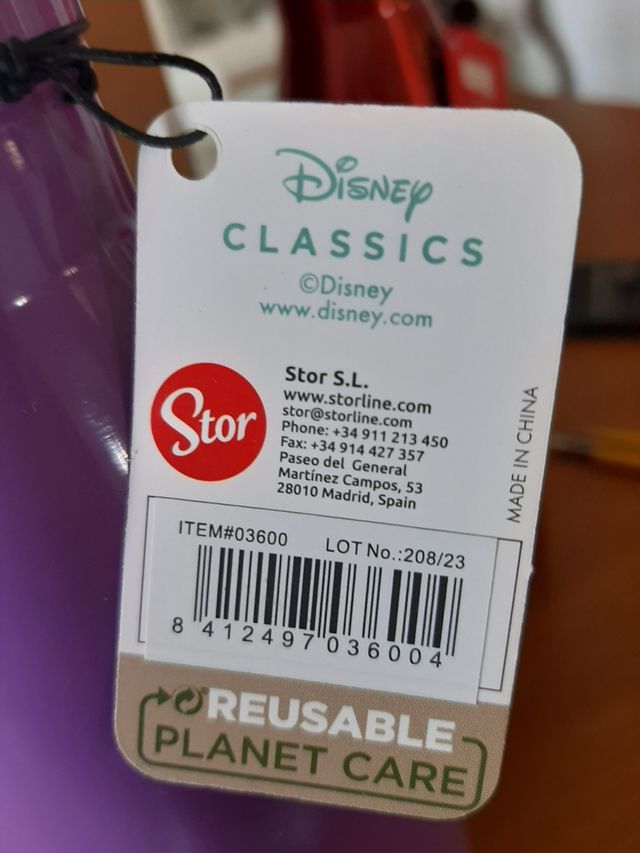 Disney
CLASSICS
©Disney
www.disney.com
Stor
Stor S.L.
www.storline.com
stor@storline.com
Phone: +34 911 213 450
Fax: +34 914 427 357
Paseo del General
Martínez Campos, 53
28010 Madrid, Spain
MADE IN CHINA
ITEM#03600 LOT No.:208/23
8 412497 036004
REUSABLE
PLANET CARE